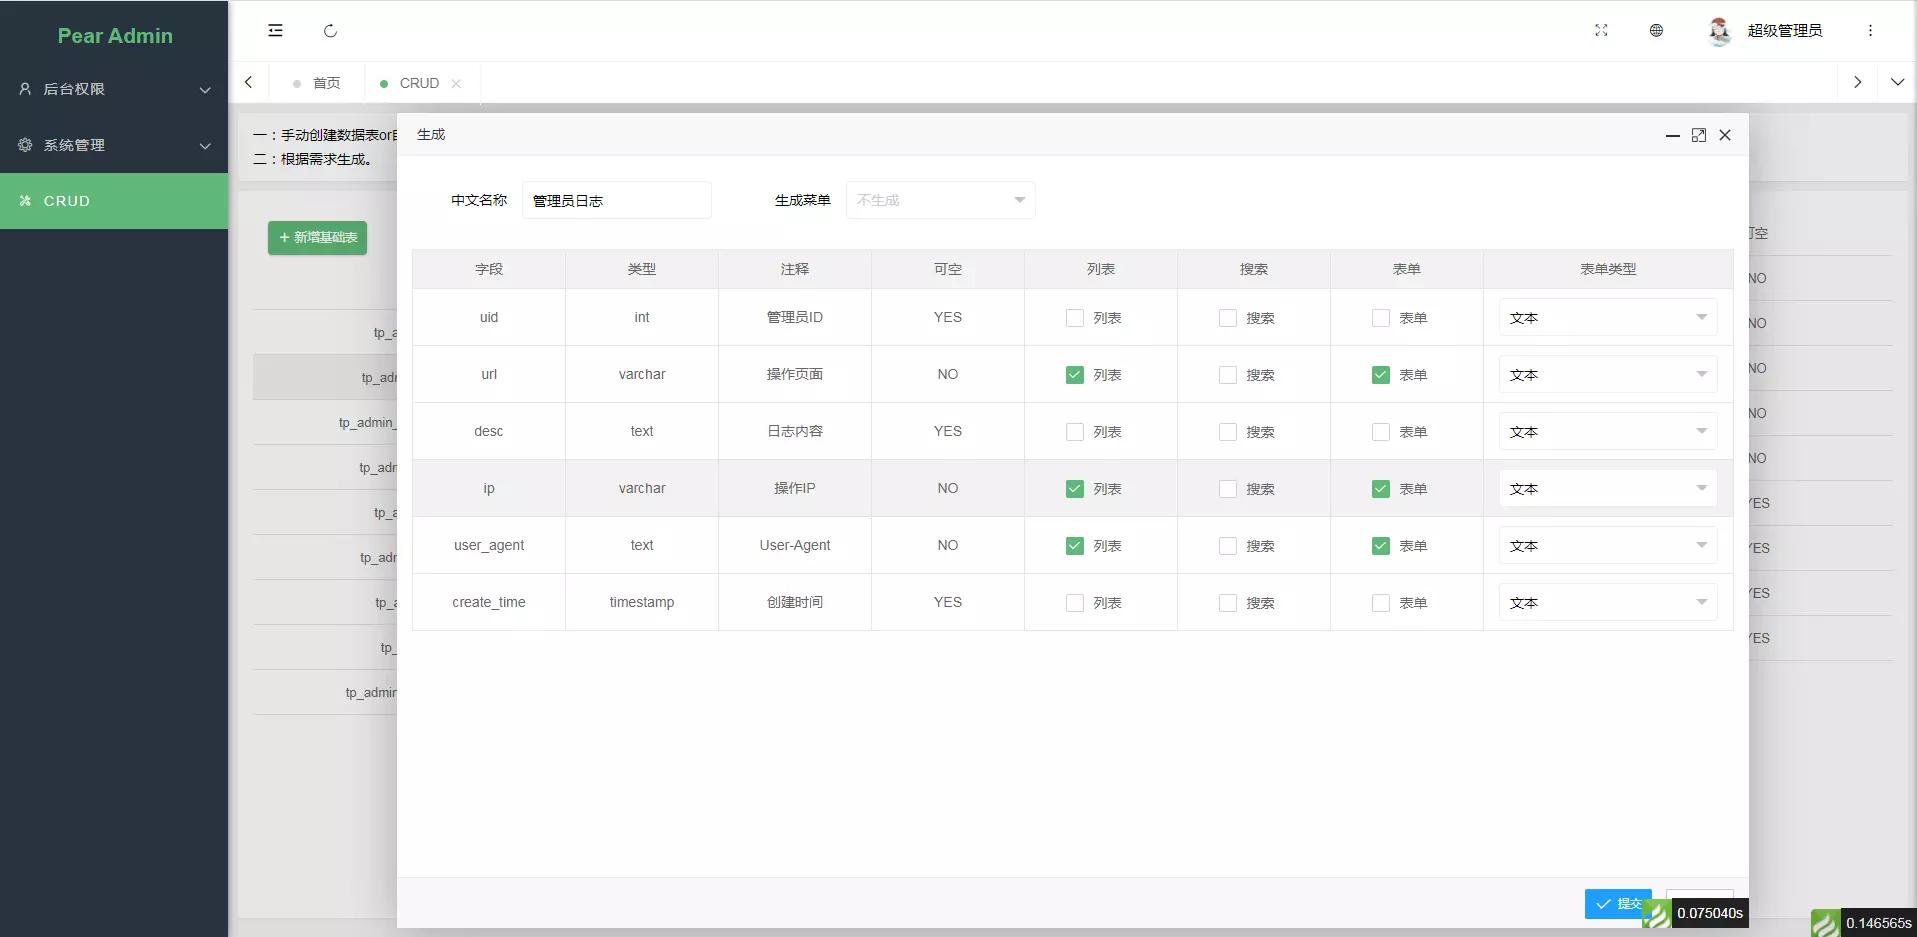 Pear Admin
超级管理员
后台权限
首页
CRUD
系统管理
CRUD
一：手动创建数据表or
二：根据需求生成。
生成
中文名称
管理员日志
生成菜单
不生成
新增基础表
可空
字段 类型 注释 可空 列表 搜索 表单 表单类型
uid int 管理员ID YES 列表 搜索 表单 文本
url varchar 操作页面 NO 列表 搜索 表单 文本
desc text 日志内容 YES 列表 搜索 表单 文本
ip varchar 操作IP NO 列表 搜索 表单 文本
user_agent text User-Agent NO 列表 搜索 表单 文本
create_time timestamp 创建时间 YES 列表 搜索 表单 文本
tp_a
tp_adm
tp_admin_
tp_adm
tp_a
tp_adm
tp_a
tp_
tp_admin
NO
NO
NO
NO
NO
YES
YES
YES
YES
提交
0.075040s
0.146565s